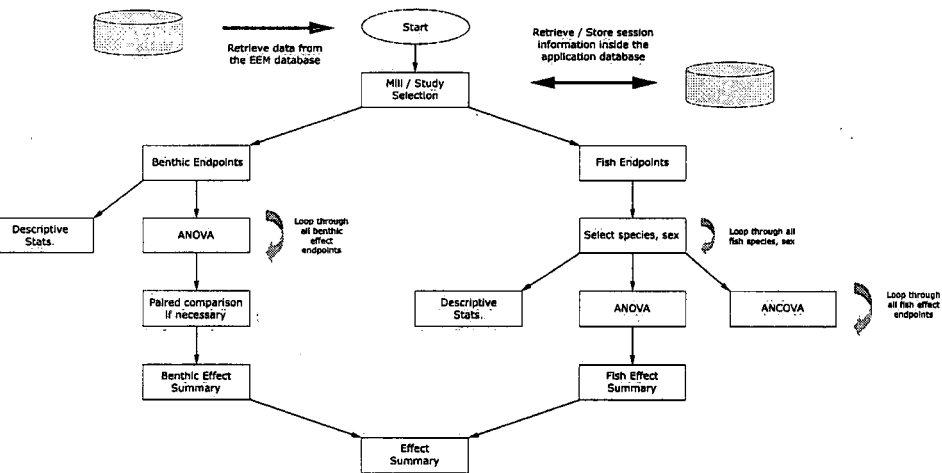 Start
Retrieve data from
the EEM database
Retrieve / Store session
information inside the
application database
Mill / Study
Selection
Benthic Endpoints
Fish Endpoints
Descriptive
Stats.
ANOVA
Loop through
all benthic
effect
endpoints
Select species, sex
Loop through all
fish species, sex
Paired comparison
if necessary
Descriptive
Stats.
ANOVA
ANCOVA
Loop through
all fish effect
endpoints
Benthic Effect
Summary
Fish Effect
Summary
Effect
Summary